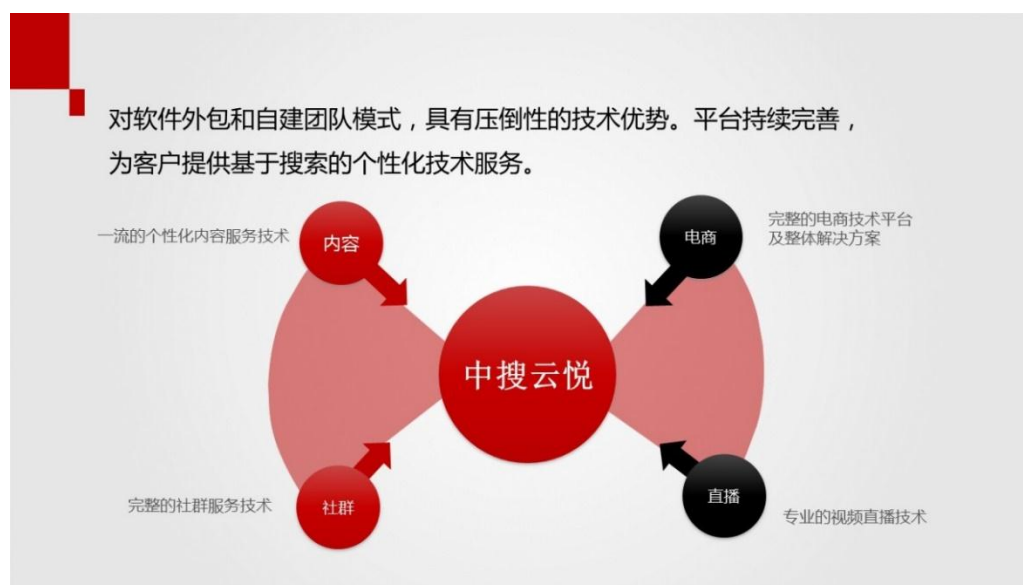 对软件外包和自建团队模式，具有压倒性的技术优势。平台持续完善，
为客户提供基于搜索的个性化技术服务。
一流的个性化内容服务技术
内容
电商
完整的电商技术平台
及整体解决方案
中搜云悦
完整的社群服务技术
社群
直播
专业的视频直播技术